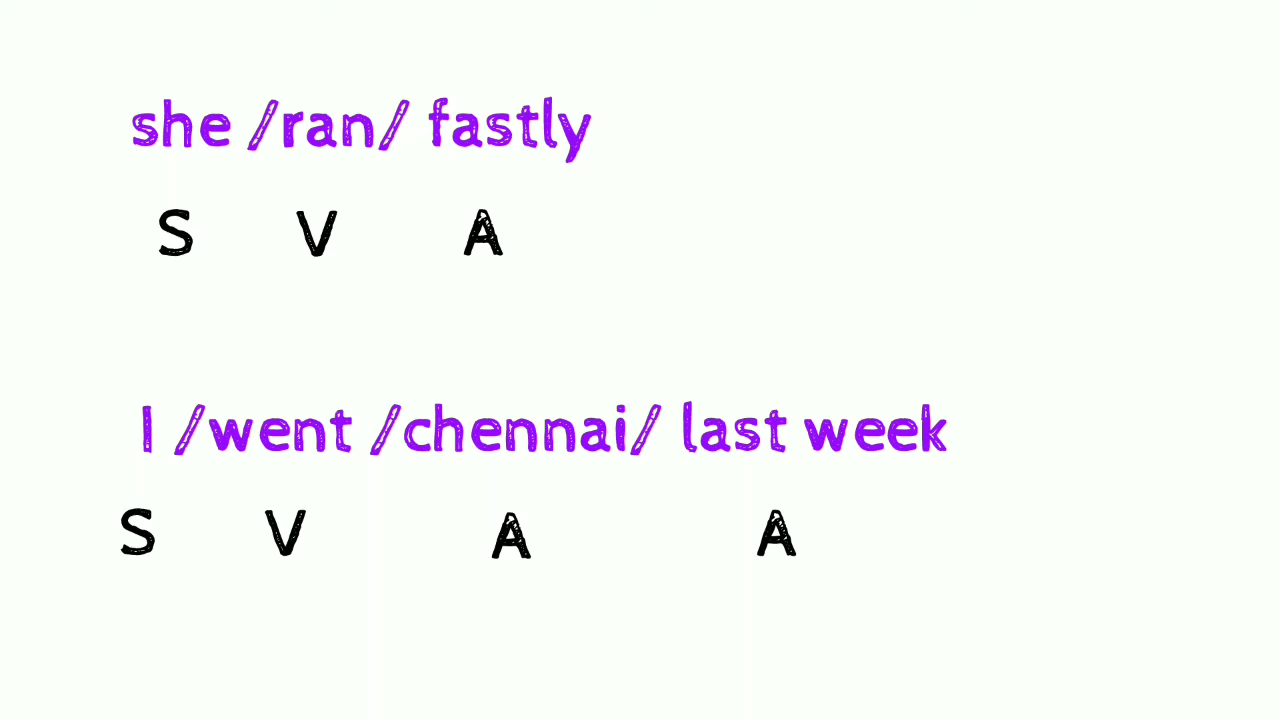 she /ran/ fastly
S V A
I /went /chennai/ last week
S V A A